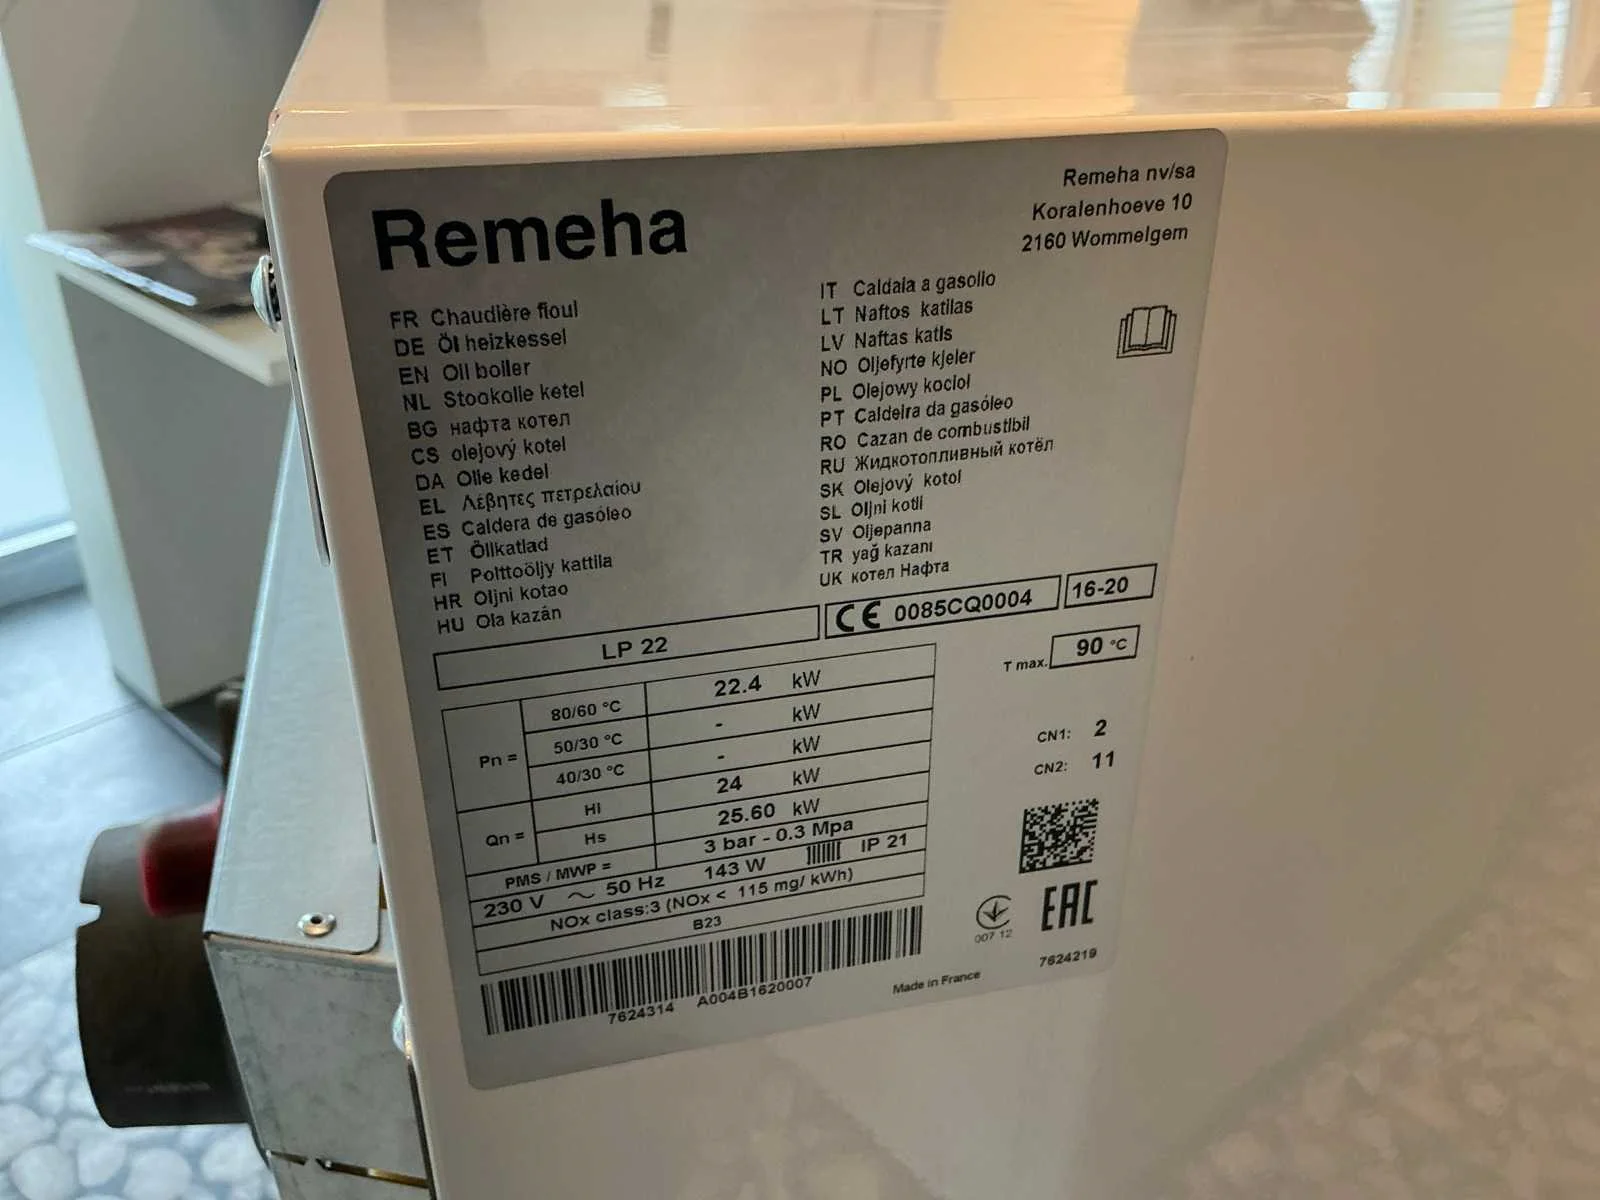 Remeha
Remeha nv/sa
Koralenhoeve 10
2160 Wommelgem
FR Chaudière fioul
DE Öl heizkessel
EN Oil boiler
NL Stookolie ketel
BG нафта котел
CS olejový kotel
DA Olie kedel
EL Λέβητες πετρελαίου
ES Caldera de gasóleo
ET Õlikatlad
FI Polttoöljy kattila
HR Oljni kotao
HU Ola kazán
IT Caldaia a gasolio
LT Naftos katilas
LV Naftas katls
NO Oljefyrte kjeler
PL Olejowy kocioł
PT Caldeira da gasóleo
RO Cazan de combustibil
RU Жидкотопливный котёл
SK Olejový kotol
SL Oljni kotli
SV Oljepanna
TR yağ kazanı
UK котел Нафта
LP 22
CE 0085CQ0004
16-20
T max. 90 °C
Pn =
80/60 °C 22.4 kW
50/30 °C - kW
40/30 °C - kW
Qn =
Hi 24 kW
Hs 25.60 kW
PMS / MWP = 3 bar - 0.3 Mpa
230 V ~ 50 Hz 143 W IP 21
NOx class:3 (NOx < 115 mg/ kWh)
B23
CN1: 2
CN2: 11
007 12
EAC
7624219
7624314 A004B1620007
Made in France